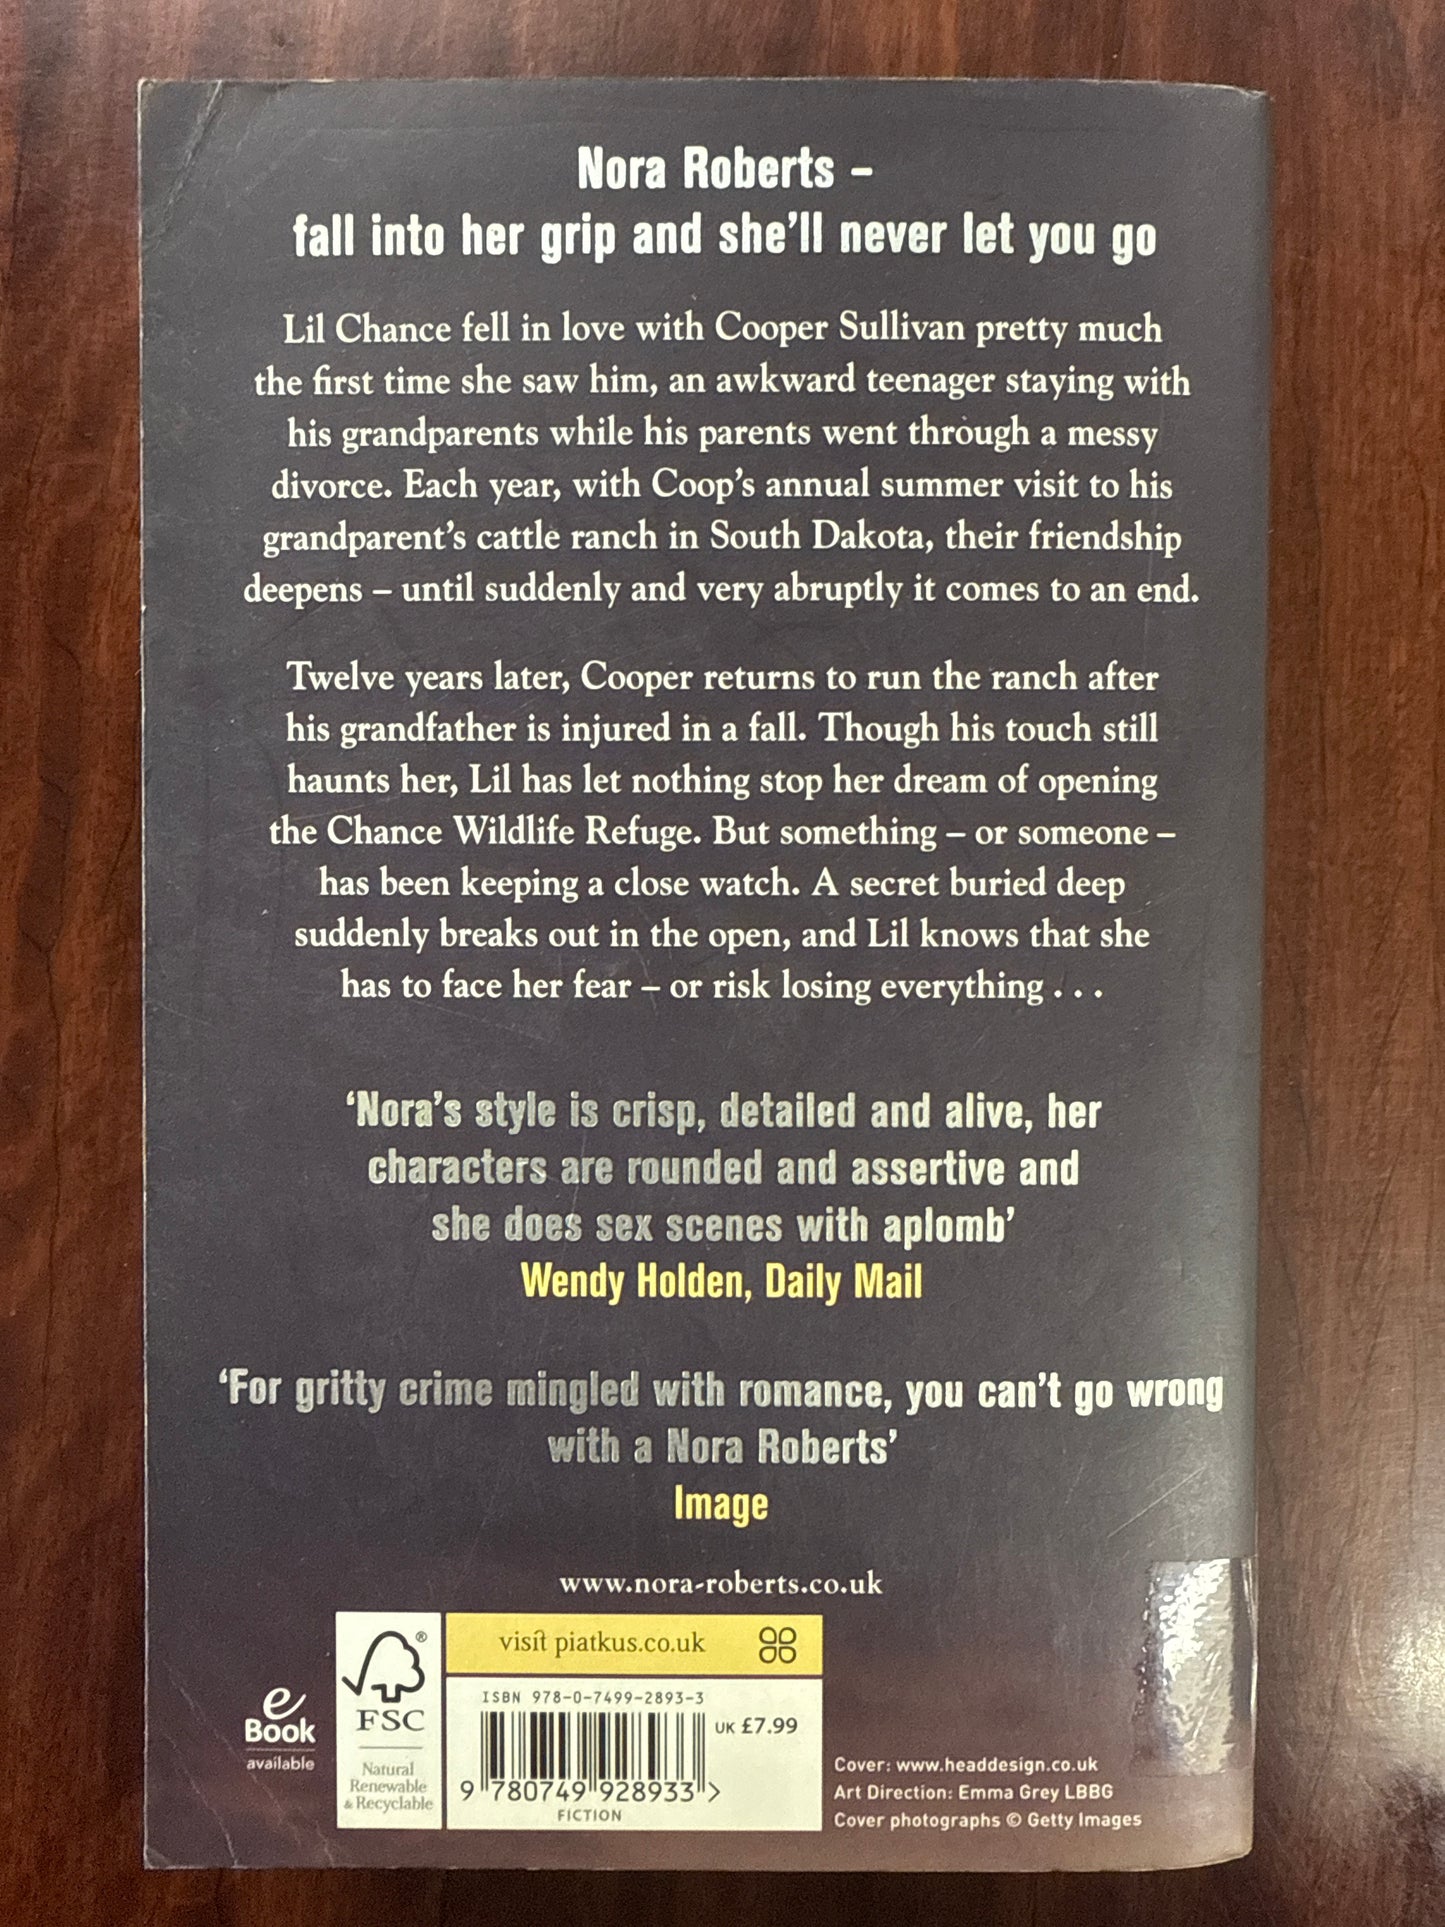 Nora Roberts –
fall into her grip and she'll never let you go
Lil Chance fell in love with Cooper Sullivan pretty much
the first time she saw him, an awkward teenager staying with
his grandparents while his parents went through a messy
divorce. Each year, with Coop's annual summer visit to his
grandparent's cattle ranch in South Dakota, their friendship
deepens – until suddenly and very abruptly it comes to an end.
Twelve years later, Cooper returns to run the ranch after
his grandfather is injured in a fall. Though his touch still
haunts her, Lil has let nothing stop her dream of opening
the Chance Wildlife Refuge. But something – or someone –
has been keeping a close watch. A secret buried deep
suddenly breaks out in the open, and Lil knows that she
has to face her fear – or risk losing everything . . .
'Nora's style is crisp, detailed and alive, her
characters are rounded and assertive and
she does sex scenes with aplomb'
Wendy Holden, Daily Mail
'For gritty crime mingled with romance, you can't go wrong
with a Nora Roberts'
Image
www.nora-roberts.co.uk
e
Book
available
®
FSC
Natural
Renewable
& Recyclable
visit piatkus.co.uk
ISBN 978-0-7499-2893-3
UK £7.99
9 780749 928933 >
FICTION
Cover: www.headdesign.co.uk
Art Direction: Emma Grey LBBG
Cover photographs © Getty Images